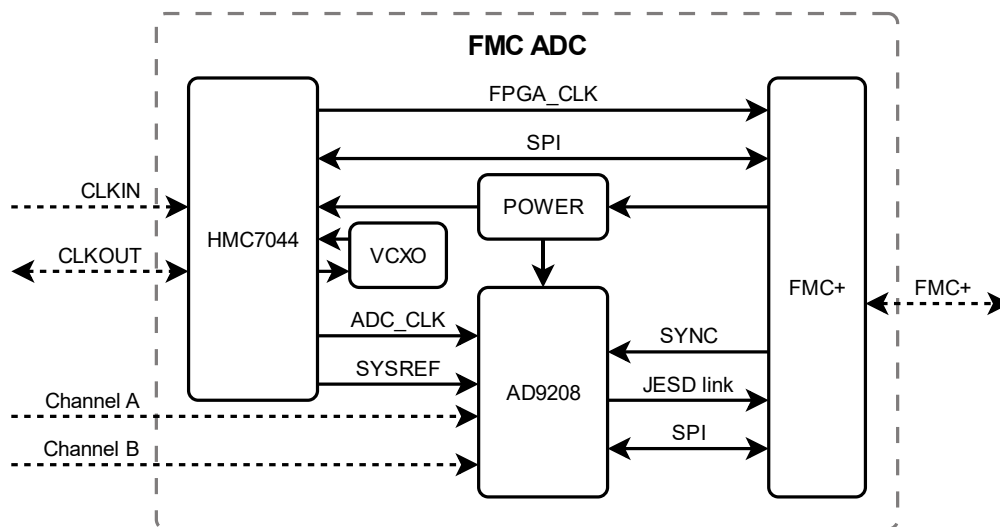 FMC ADC
FPGA_CLK
SPI
CLKIN
POWER
HMC7044
CLKOUT
VCXO
FMC+
FMC+
ADC_CLK
SYNC
SYSREF
AD9208
JESD link
Channel A
SPI
Channel B